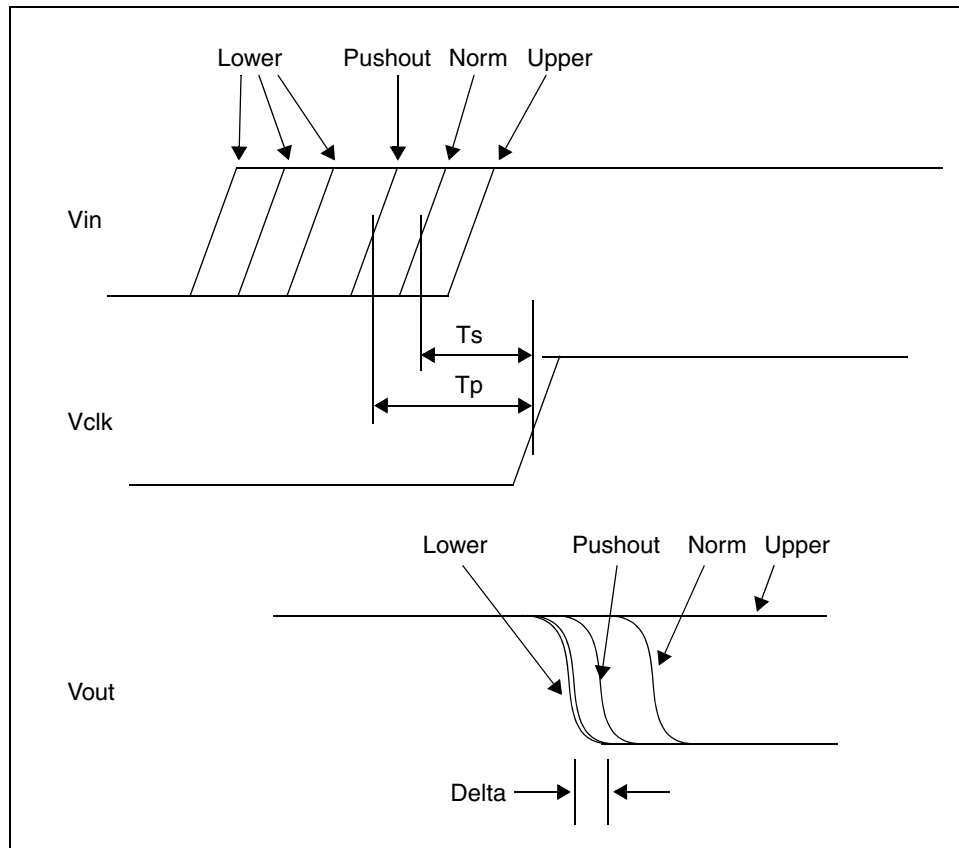 Lower Pushout Norm Upper
Vin
Ts
Tp
Vclk
Lower Pushout Norm Upper
Vout
Delta